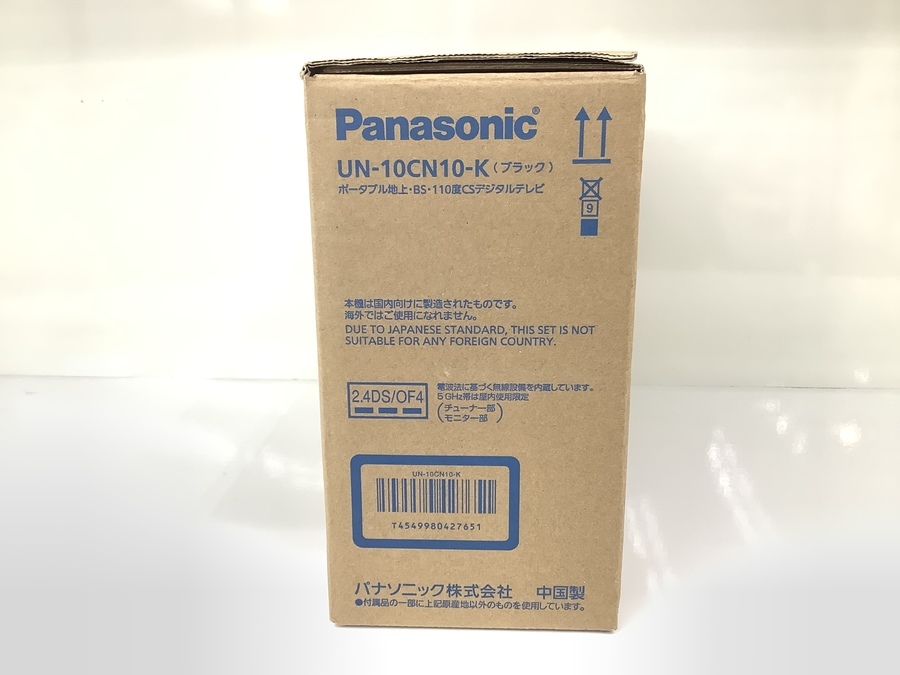 Panasonic®
UN-10CN10-K（ブラック）
ポータブル地上・BS・110度CSデジタルテレビ
9
本機は国内向けに製造されたものです。
海外ではご使用になれません。
DUE TO JAPANESE STANDARD, THIS SET IS NOT
SUITABLE FOR ANY FOREIGN COUNTRY.
2.4DS/OF4
電波法に基づく無線設備を内蔵しています。
5GHz帯は屋内使用限定
（チューナー部
モニター部）
UN-10CN10-K
T4549980427651
パナソニック株式会社 中国製
●付属品の一部に上記原産地以外のものを使用しています。